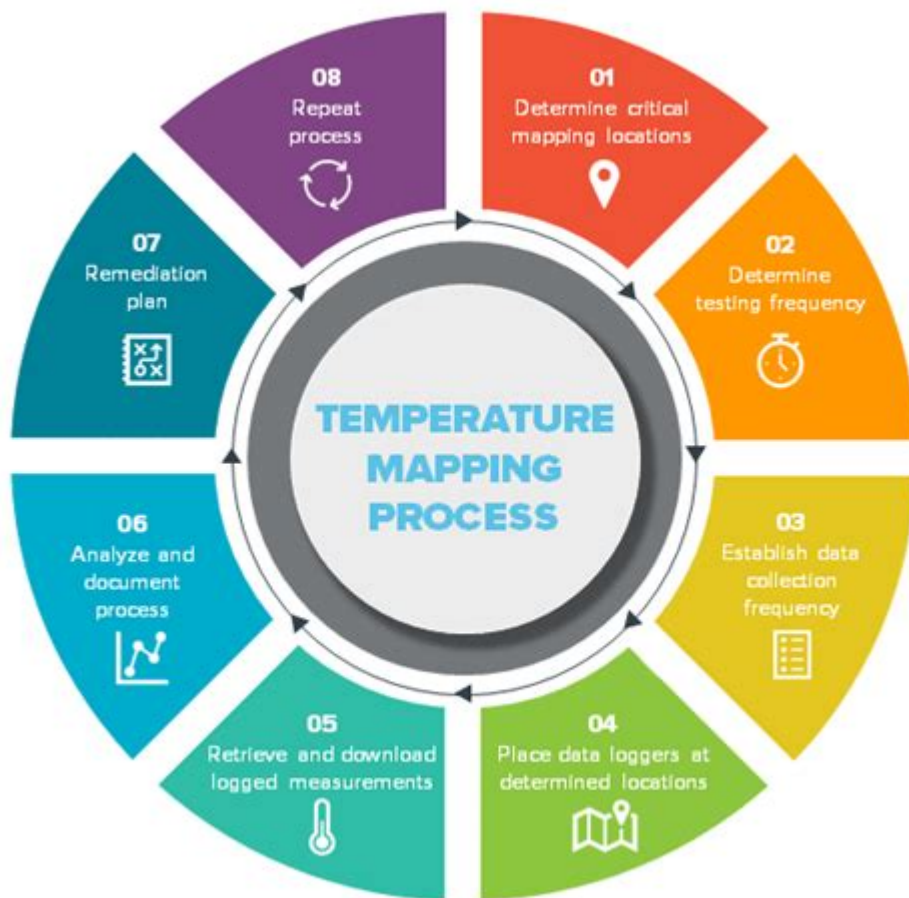 01
Determine critical
mapping locations
02
Determine
testing frequency
03
Establish data
collection
frequency
04
Place data loggers at
determined locations
05
Retrieve and download
logged measurements
06
Analyze and
document
process
07
Remediation
plan
08
Repeat
process
TEMPERATURE
MAPPING
PROCESS